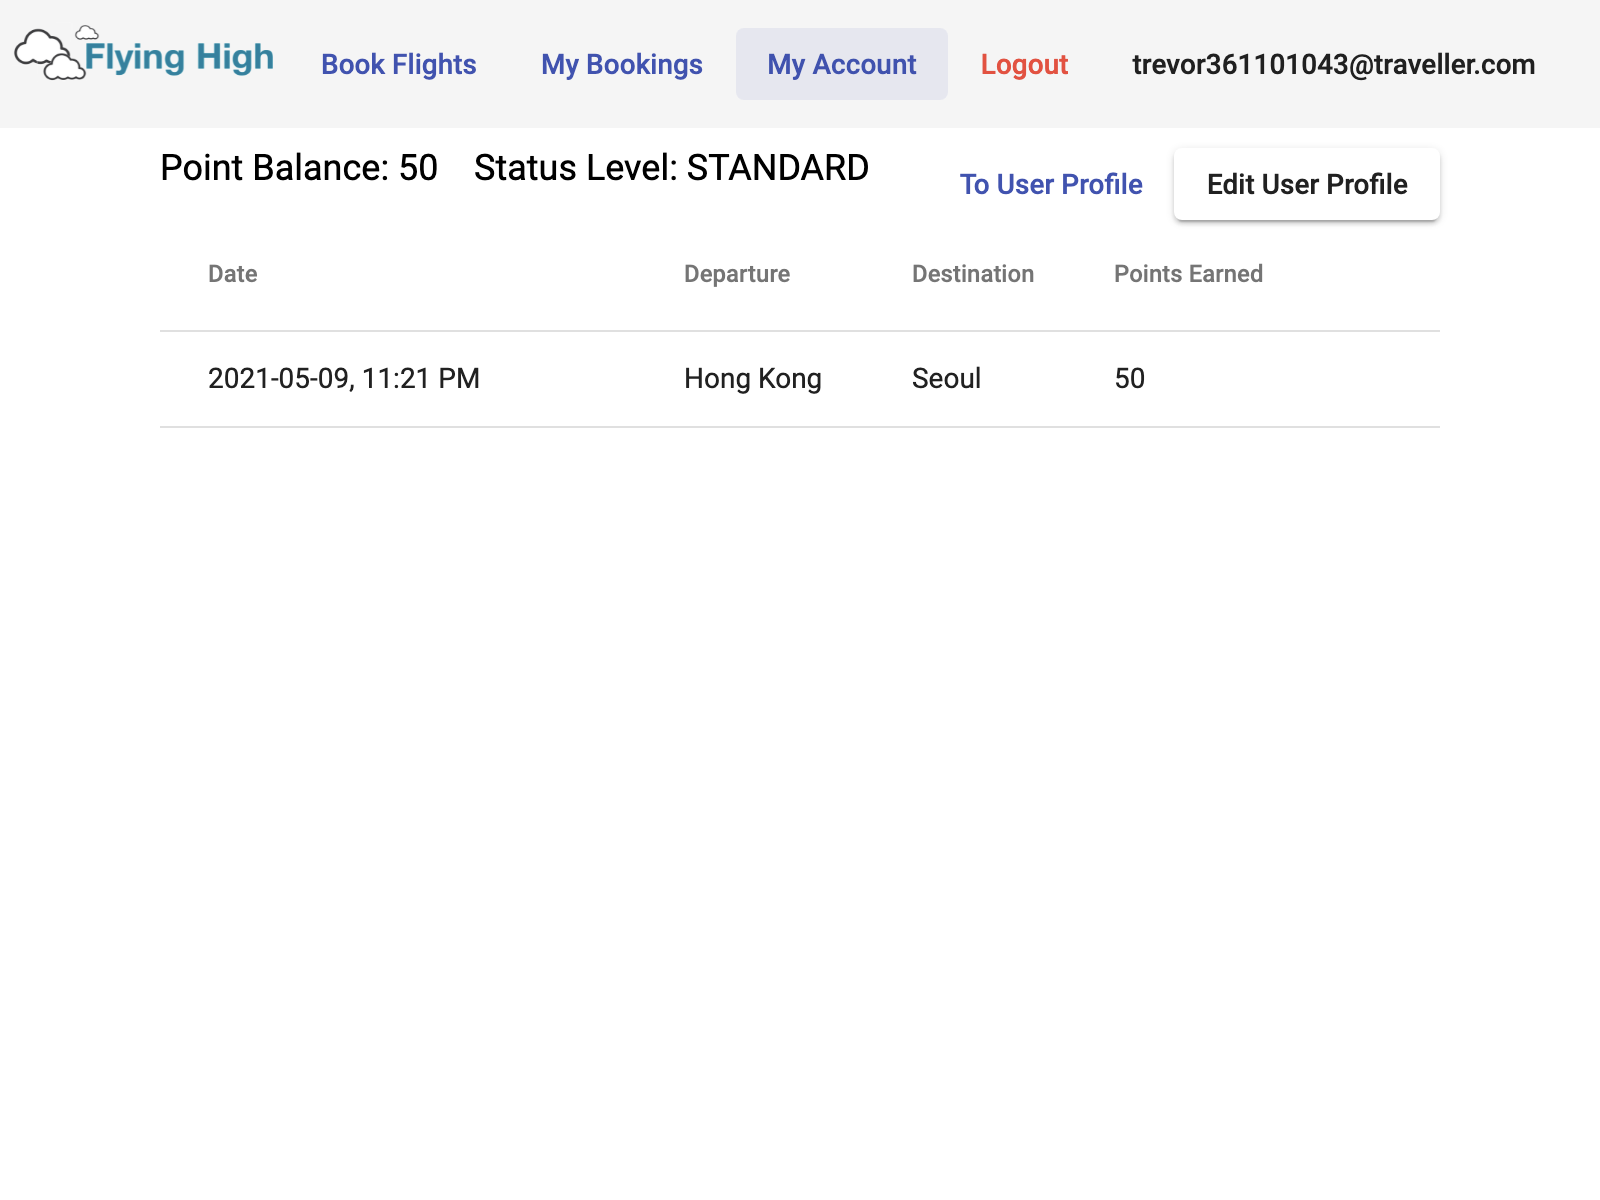 Flying High Book Flights My Bookings My Account Logout trevor361101043@traveller.com
Point Balance: 50 Status Level: STANDARD To User Profile Edit User Profile
Date Departure Destination Points Earned
2021-05-09, 11:21 PM Hong Kong Seoul 50